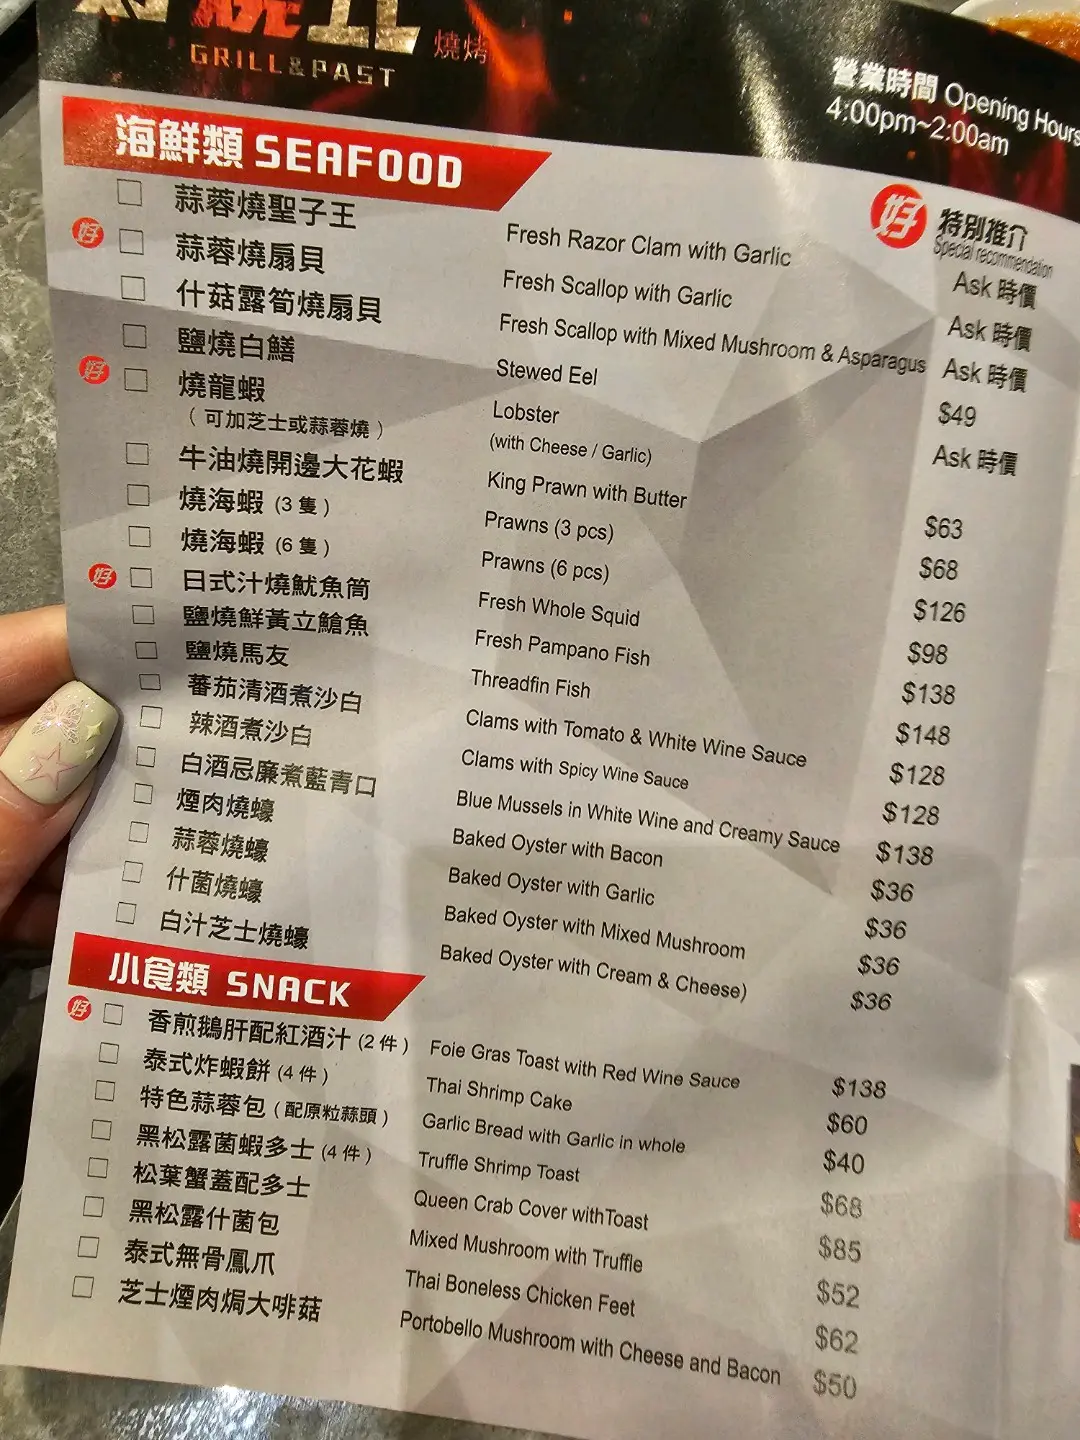 燒烤
GRILL&PAST
營業時間 Opening Hours
4:00pm~2:00am
海鮮類 SEAFOOD
好 特別推介
Special recommendation
蒜蓉燒聖子王 Fresh Razor Clam with Garlic Ask 時價
好 蒜蓉燒扇貝 Fresh Scallop with Garlic Ask 時價
什菇露筍燒扇貝 Fresh Scallop with Mixed Mushroom & Asparagus Ask 時價
鹽燒白鱔 Stewed Eel $49
好 燒龍蝦 Lobster Ask 時價
(可加芝士或蒜蓉燒) (with Cheese / Garlic)
牛油燒開邊大花蝦 King Prawn with Butter $63
燒海蝦 (3 隻) Prawns (3 pcs) $68
燒海蝦 (6 隻) Prawns (6 pcs) $126
好 日式汁燒魷魚筒 Fresh Whole Squid $98
鹽燒鮮黃立鎗魚 Fresh Pampano Fish $138
鹽燒馬友 Threadfin Fish $148
蕃茄清酒煮沙白 Clams with Tomato & White Wine Sauce $128
辣酒煮沙白 Clams with Spicy Wine Sauce $128
白酒忌廉煮藍青口 Blue Mussels in White Wine and Creamy Sauce $138
煙肉燒蠔 Baked Oyster with Bacon $36
蒜蓉燒蠔 Baked Oyster with Garlic $36
什菌燒蠔 Baked Oyster with Mixed Mushroom $36
白汁芝士燒蠔 Baked Oyster with Cream & Cheese) $36
小食類 SNACK
好 香煎鵝肝配紅酒汁 (2 件) Foie Gras Toast with Red Wine Sauce $138
泰式炸蝦餅 (4 件) Thai Shrimp Cake $60
特色蒜蓉包 (配原粒蒜頭) Garlic Bread with Garlic in whole $40
黑松露菌蝦多士 (4 件) Truffle Shrimp Toast $68
松葉蟹蓋配多士 Queen Crab Cover withToast $85
黑松露什菌包 Mixed Mushroom with Truffle $52
泰式無骨鳳爪 Thai Boneless Chicken Feet $62
芝士煙肉焗大啡菇 Portobello Mushroom with Cheese and Bacon $50